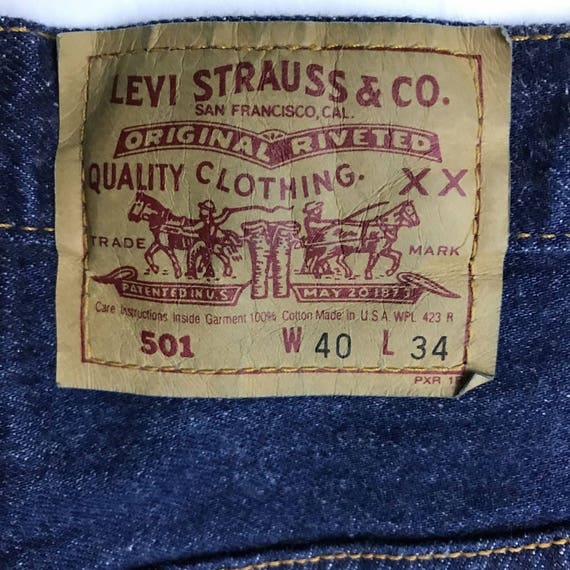 LEVI STRAUSS & CO.
SAN FRANCISCO, CAL.
ORIGINAL RIVETED
QUALITY CLOTHING. XX
TRADE MARK
PATENTED IN U.S. MAY 20 1873
Care Instructions Inside Garment 100% Cotton Made in U.S.A. WPL 423 R
501 W 40 L 34
PXR